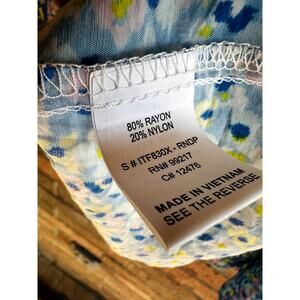 80% RAYON
20% NYLON
S # ITF830X - RNDP
RN# 99217
C# 12476
MADE IN VIETNAM
SEE THE REVERSE